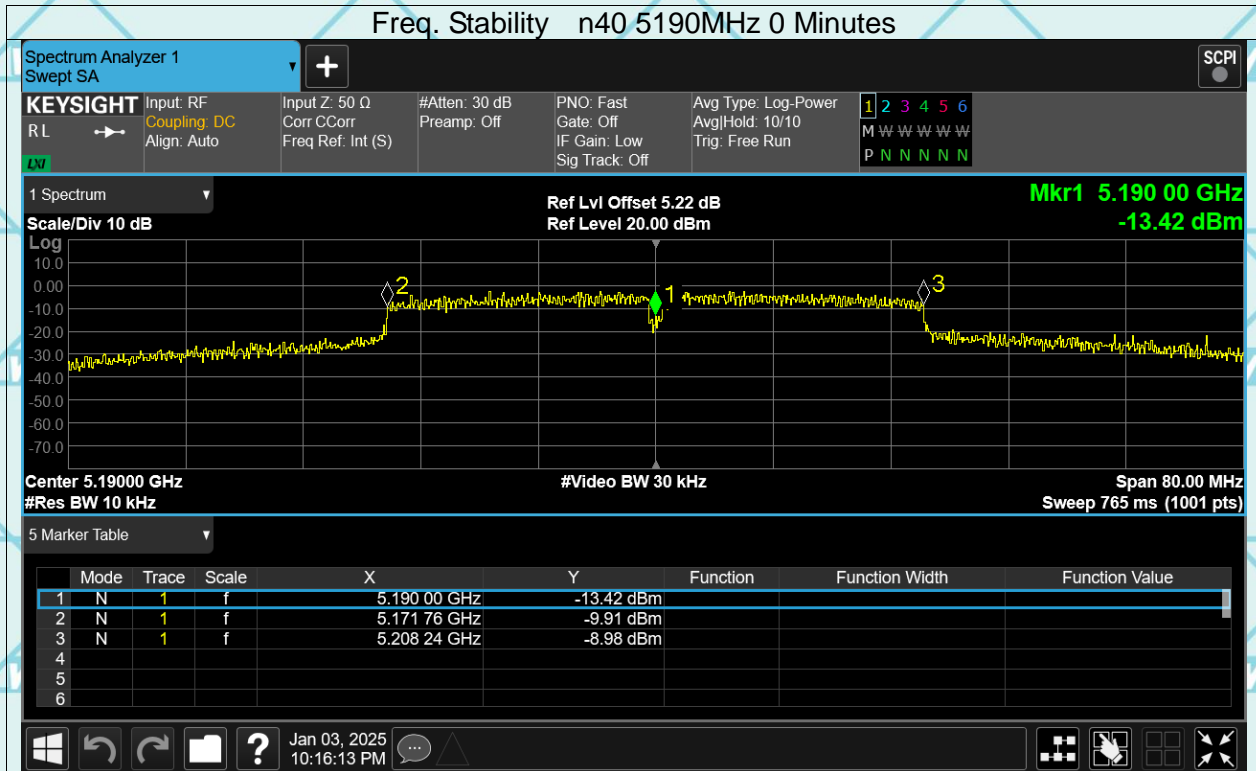 Freq. Stability n40 5190MHz 0 Minutes
Spectrum Analyzer 1
Swept SA
+
SCPI
KEYSIGHT
R L
LXI
Input: RF
Coupling: DC
Align: Auto
Input Z: 50 Ω
Corr CCorr
Freq Ref: Int (S)
#Atten: 30 dB
Preamp: Off
PNO: Fast
Gate: Off
IF Gain: Low
Sig Track: Off
Avg Type: Log-Power
Avg|Hold: 10/10
Trig: Free Run
1 2 3 4 5 6
M W W W W W
P N N N N N
1 Spectrum
Scale/Div 10 dB
Ref Lvl Offset 5.22 dB
Ref Level 20.00 dBm
Mkr1 5.190 00 GHz
-13.42 dBm
Log
10.0
0.00
-10.0
-20.0
-30.0
-40.0
-50.0
-60.0
-70.0
2
1
3
Center 5.19000 GHz
#Video BW 30 kHz
Span 80.00 MHz
#Res BW 10 kHz
Sweep 765 ms (1001 pts)
5 Marker Table
Mode Trace Scale X Y Function Function Width Function Value
1 N 1 f 5.190 00 GHz -13.42 dBm
2 N 1 f 5.171 76 GHz -9.91 dBm
3 N 1 f 5.208 24 GHz -8.98 dBm
4
5
6
?
Jan 03, 2025
10:16:13 PM